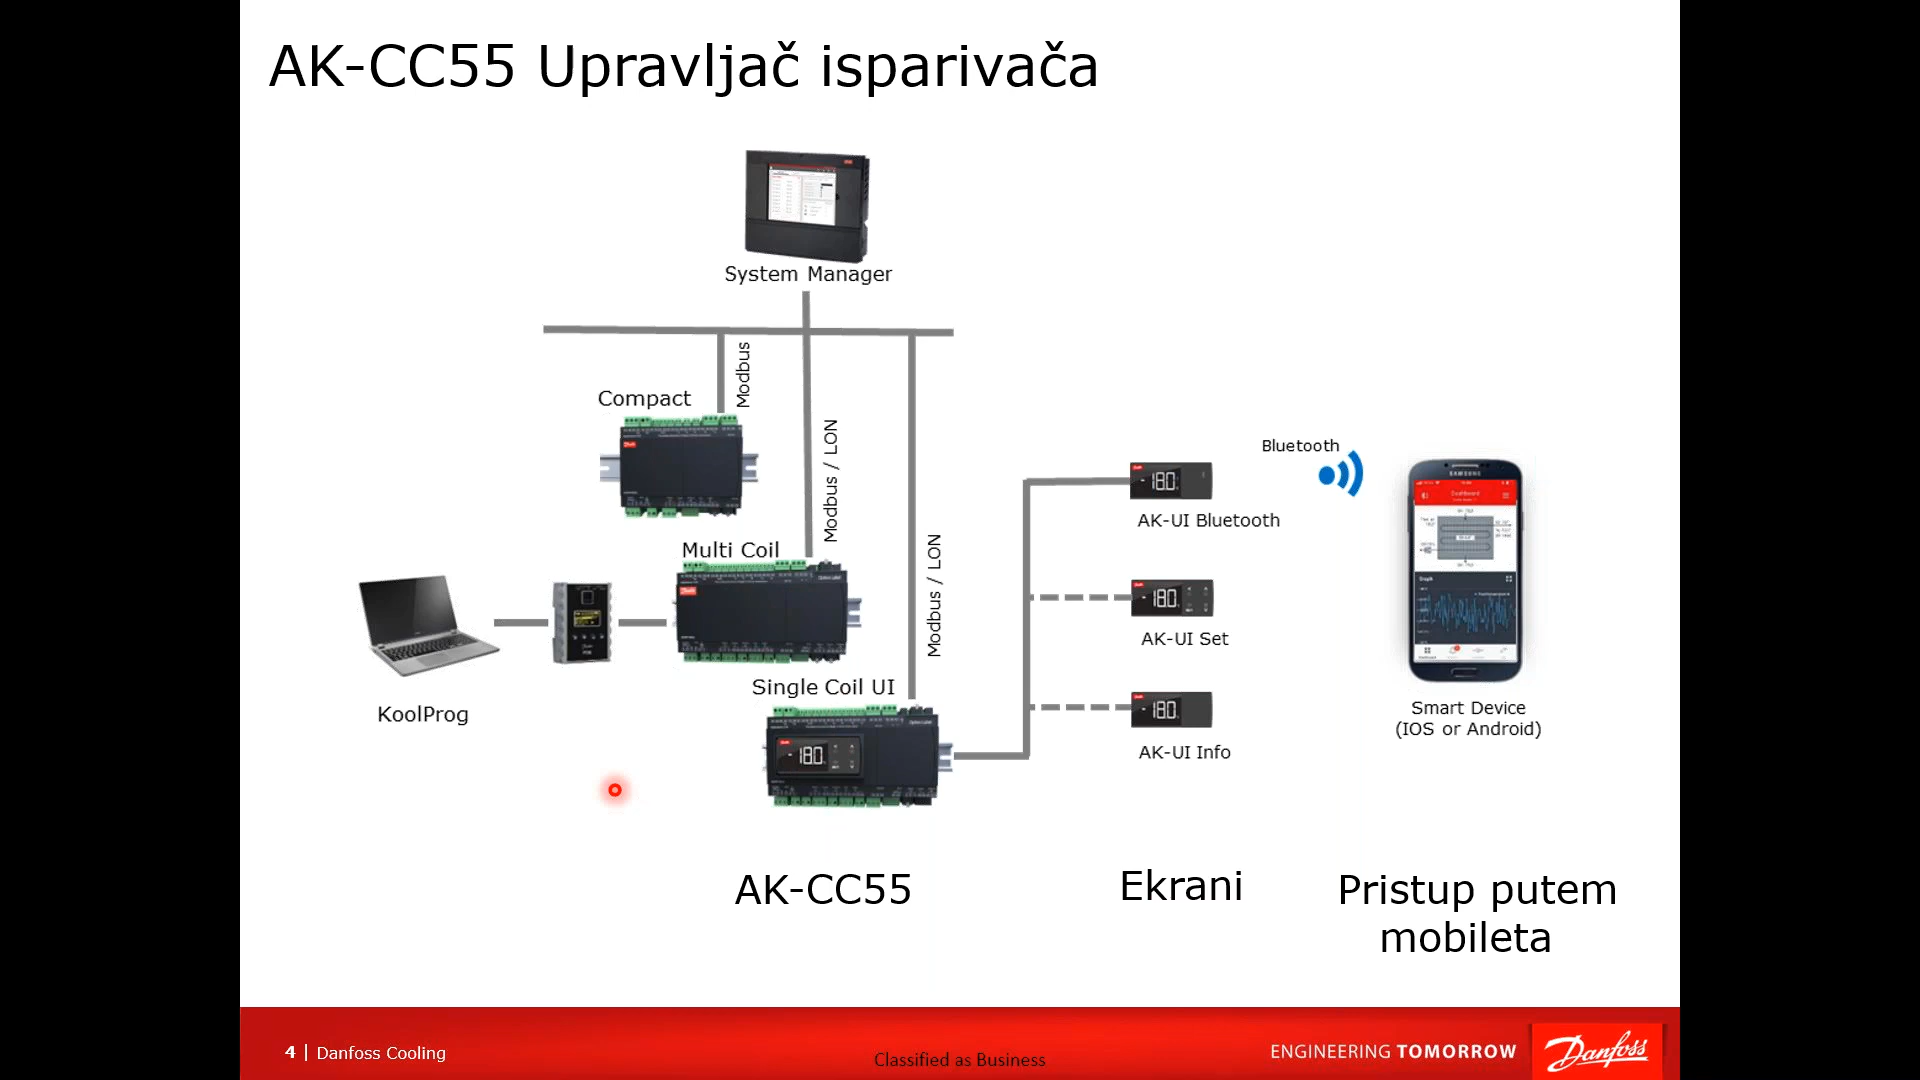 AK-CC55 Upravljač isparivača
System Manager
Modbus
Compact
Modbus / LON
Multi Coil
Modbus / LON
Single Coil UI
KoolProg
Bluetooth
AK-UI Bluetooth
AK-UI Set
AK-UI Info
SAMSUNG
Dashboard
Smart Device
(IOS or Android)
AK-CC55
Ekrani
Pristup putem
mobileta
4 | Danfoss Cooling
Classified as Business
ENGINEERING TOMORROW
Danfoss